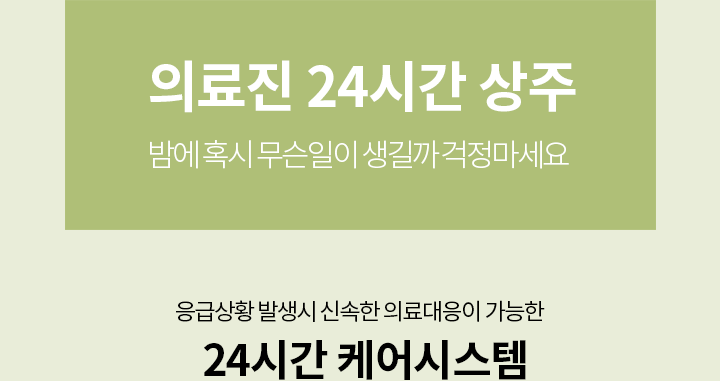 의료진 24시간 상주
밤에 혹시 무슨일이 생길까 걱정마세요
응급상황 발생시 신속한 의료대응이 가능한
24시간 케어시스템